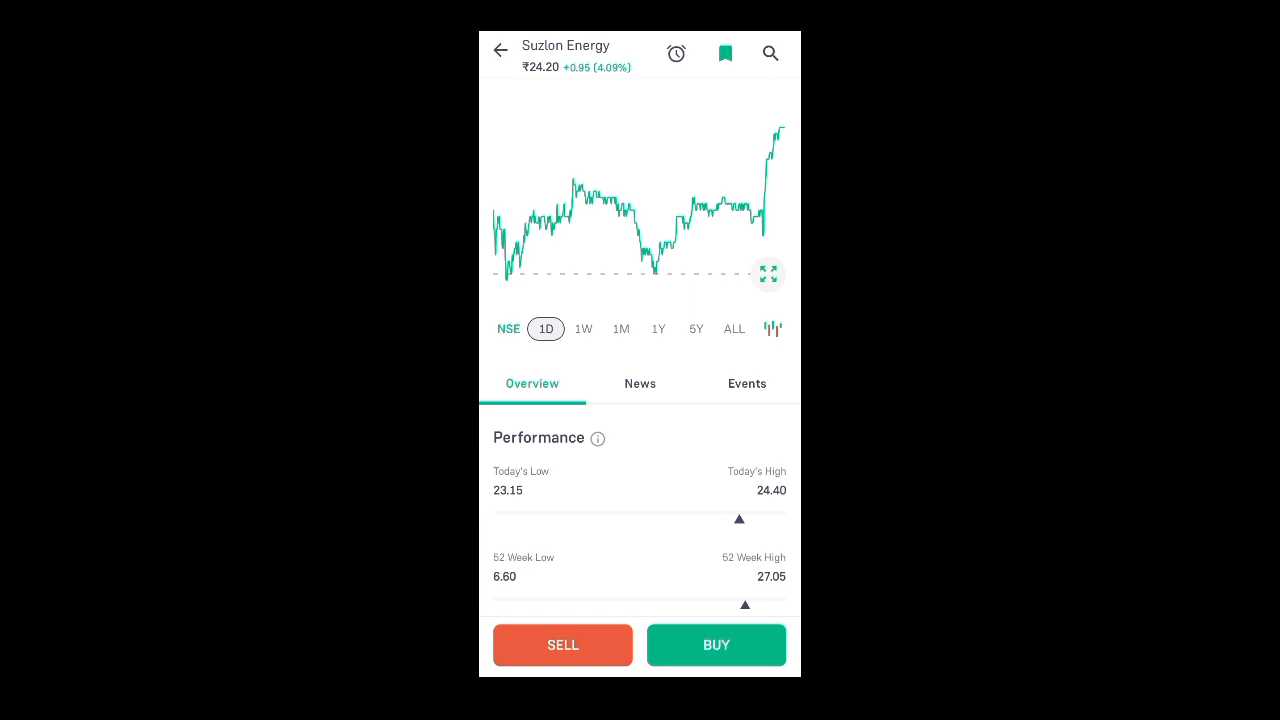 Suzlon Energy
₹24.20 +0.95 (4.09%)
NSE 1D 1W 1M 1Y 5Y ALL
Overview News Events
Performance
Today's Low Today's High
23.15 24.40
52 Week Low 52 Week High
6.60 27.05
SELL BUY